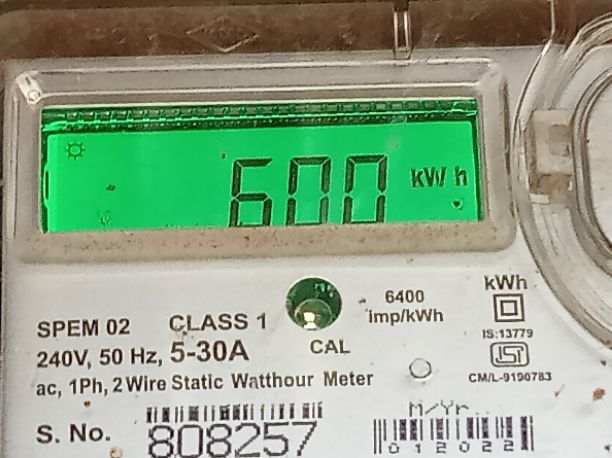 600 kWh
SPEM 02 CLASS 1
6400
imp/kWh
kWh
240V, 50 Hz, 5-30A
CAL
IS:13779
ISI
CM/L-9190783
ac, 1Ph, 2 Wire Static Watthour Meter
M/Yr.
S. No. 808257
012022